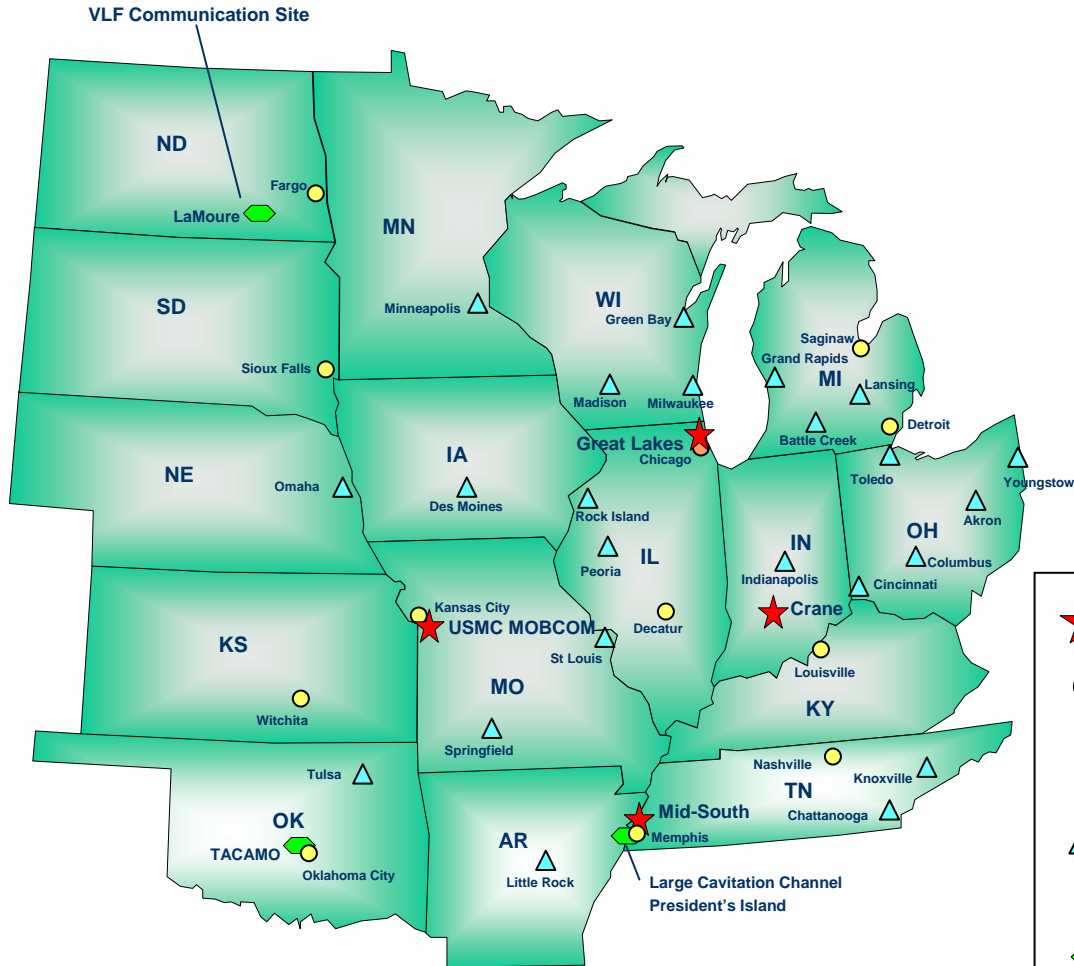 VLF Communication Site
ND
Fargo
LaMoure
MN
SD
WI
Minneapolis
Green Bay
Saginaw
Grand Rapids
Sioux Falls
MI
Lansing
Madison
Milwaukee
Detroit
Battle Creek
Great Lakes
Chicago
IA
NE
Toledo
Youngstow
Omaha
Des Moines
Rock Island
Akron
OH
IN
IL
Peoria
Columbus
Indianapolis
Cincinnati
Kansas City
Crane
USMC MOBCOM
Decatur
KS
St Louis
Louisville
MO
KY
Witchita
Springfield
Nashville
Tulsa
Knoxville
TN
Mid-South
Chattanooga
OK
Memphis
AR
TACAMO
Oklahoma City
Little Rock
Large Cavitation Channel
President’s Island